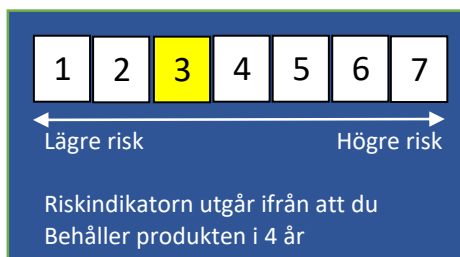 1 2 3 4 5 6 7
Lägre risk Högre risk
Riskindikatorn utgår ifrån att du
Behåller produkten i 4 år